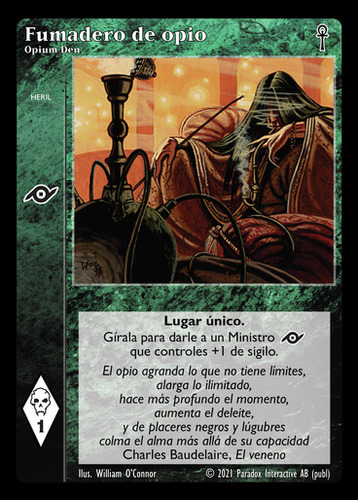 Fumadero de opio
Opium Den
HERIL
Lugar único.
Gírala para darle a un Ministro
que controles +1 de sigilo.
El opio agranda lo que no tiene límites,
alarga lo ilimitado,
hace más profundo el momento,
aumenta el deleite,
y de placeres negros y lúgubres
colma el alma más allá de su capacidad
Charles Baudelaire, El veneno
1
Illus. William O'Connor © 2021 Paradox Interactive AB (publ)